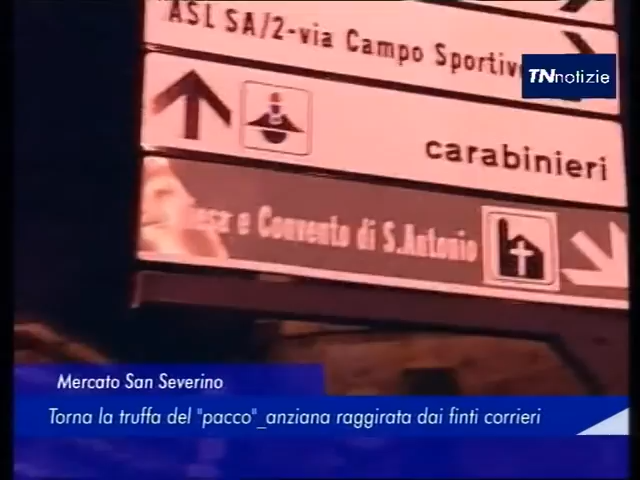 ASL SA/2-via Campo Sportivo
TNnotizie
carabinieri
e Convento di S.Antonio
Mercato San Severino
Torna la truffa del "pacco"_anziana raggirata dai finti corrieri